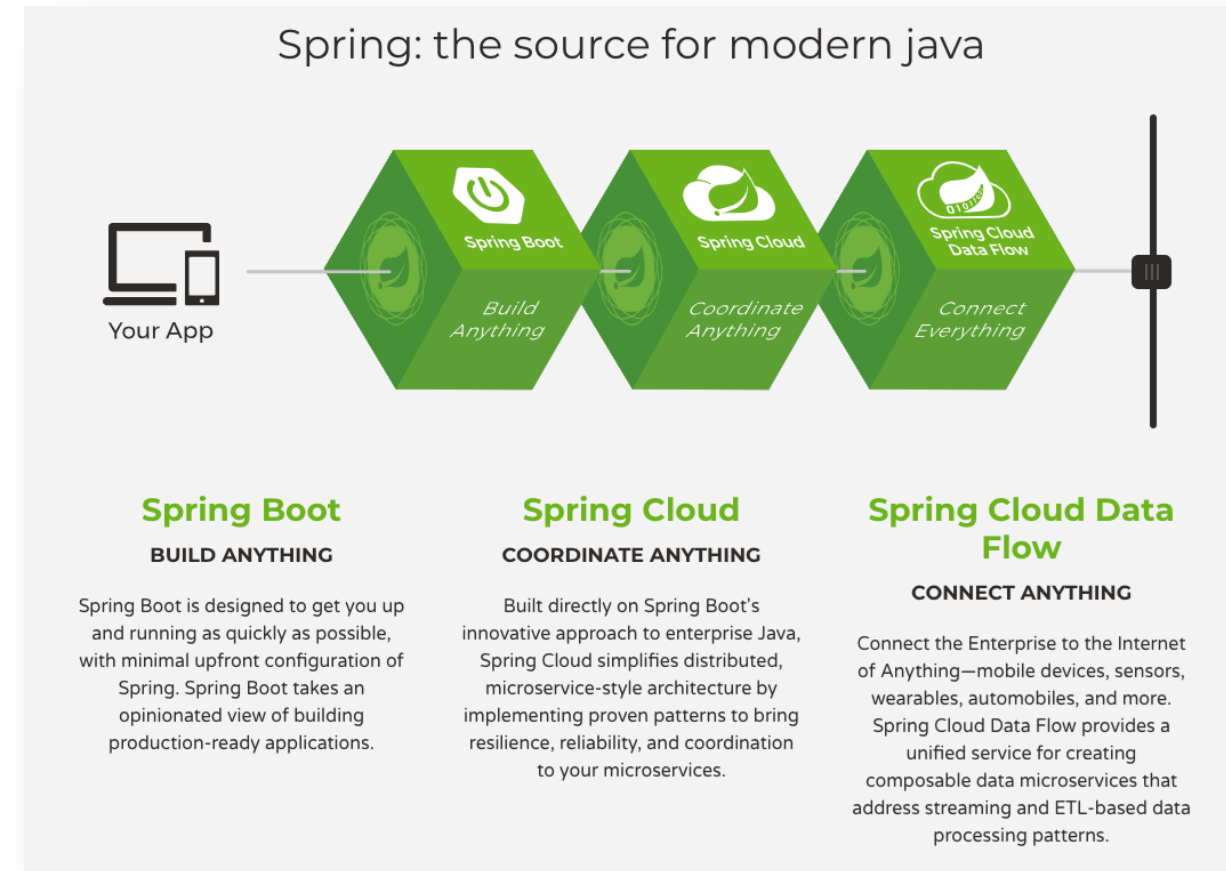 Spring: the source for modern java
Your App
Spring Boot
Build
Anything
Spring Cloud
Coordinate
Anything
Spring Cloud
Data Flow
Connect
Everything
Spring Boot
BUILD ANYTHING
Spring Boot is designed to get you up
and running as quickly as possible,
with minimal upfront configuration of
Spring. Spring Boot takes an
opinionated view of building
production-ready applications.
Spring Cloud
COORDINATE ANYTHING
Built directly on Spring Boot's
innovative approach to enterprise Java,
Spring Cloud simplifies distributed,
microservice-style architecture by
implementing proven patterns to bring
resilience, reliability, and coordination
to your microservices.
Spring Cloud Data
Flow
CONNECT ANYTHING
Connect the Enterprise to the Internet
of Anything—mobile devices, sensors,
wearables, automobiles, and more.
Spring Cloud Data Flow provides a
unified service for creating
composable data microservices that
address streaming and ETL-based data
processing patterns.